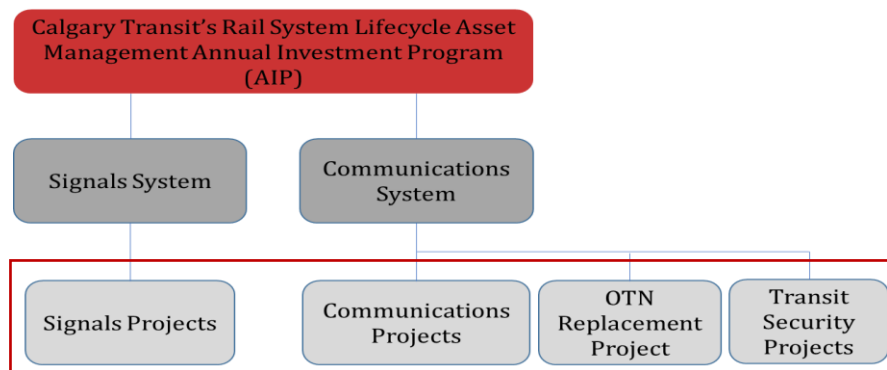 Calgary Transit's Rail System Lifecycle Asset
Management Annual Investment Program
(AIP)
Signals System
Communications
System
Signals Projects
Communications
Projects
OTN
Replacement
Project
Transit
Security
Projects